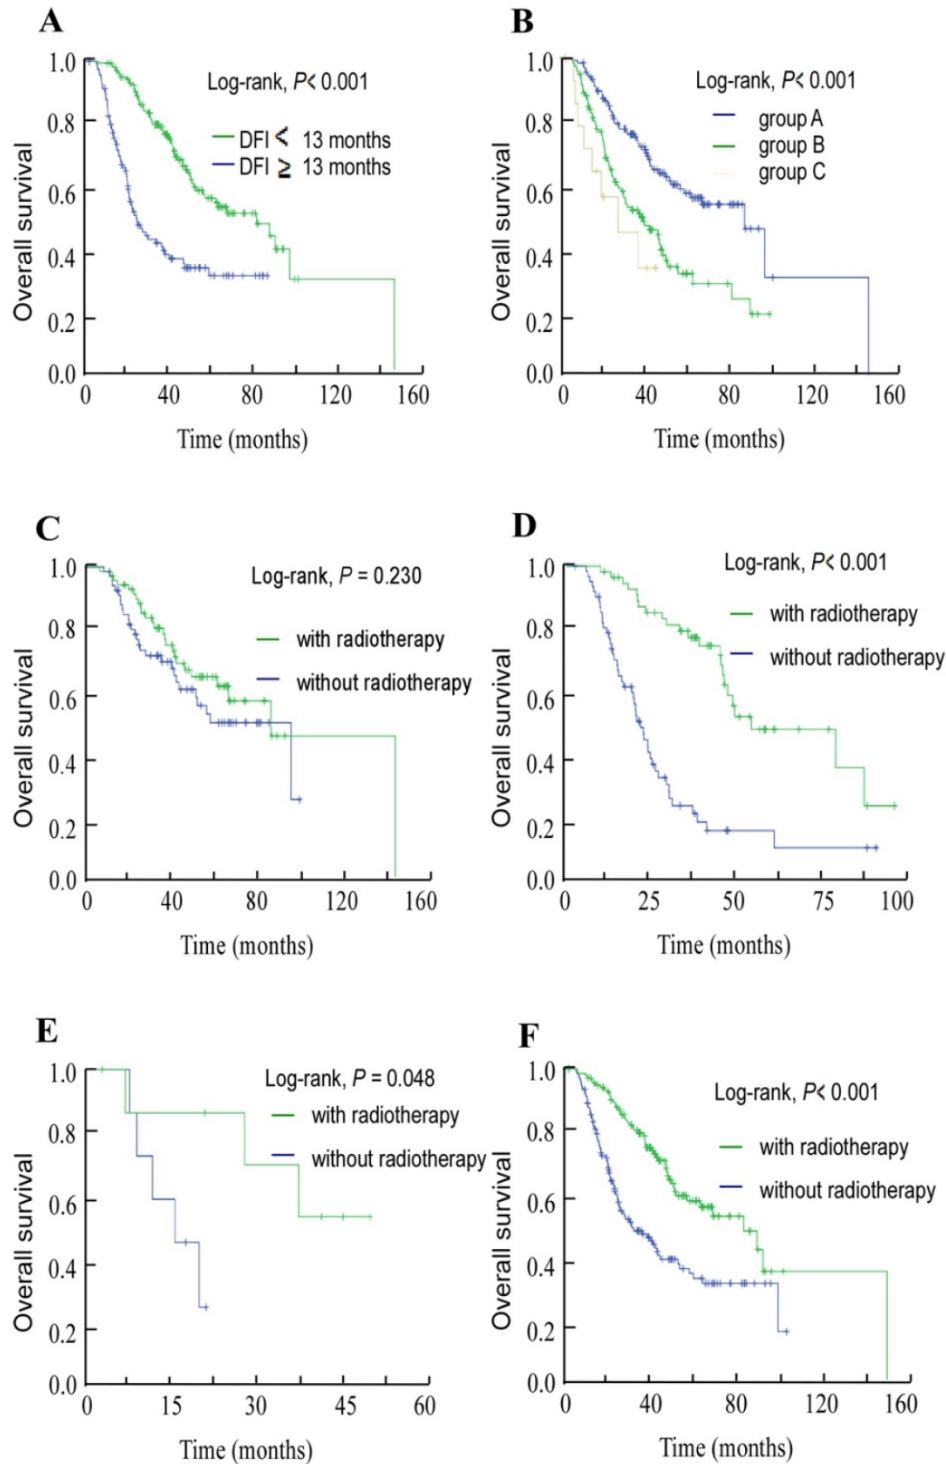 A
Overall survival
1.0
0.8
0.6
0.4
0.2
0.0
Log-rank, P< 0.001
DFI < 13 months
DFI ≥ 13 months
0 40 80 120 160
Time (months)
B
Overall survival
1.0
0.8
0.6
0.4
0.2
0.0
Log-rank, P< 0.001
group A
group B
group C
0 40 80 120 160
Time (months)
C
Overall survival
1.0
0.8
0.6
0.4
0.2
0.0
Log-rank, P = 0.230
with radiotherapy
without radiotherapy
0 40 80 120 160
Time (months)
D
Overall survival
1.0
0.8
0.6
0.4
0.2
0.0
Log-rank, P< 0.001
with radiotherapy
without radiotherapy
0 25 50 75 100
Time (months)
E
Overall survival
1.0
0.8
0.6
0.4
0.2
0.0
Log-rank, P = 0.048
with radiotherapy
without radiotherapy
0 15 30 45 60
Time (months)
F
Overall survival
1.0
0.8
0.6
0.4
0.2
0.0
Log-rank, P< 0.001
with radiotherapy
without radiotherapy
0 40 80 120 160
Time (months)